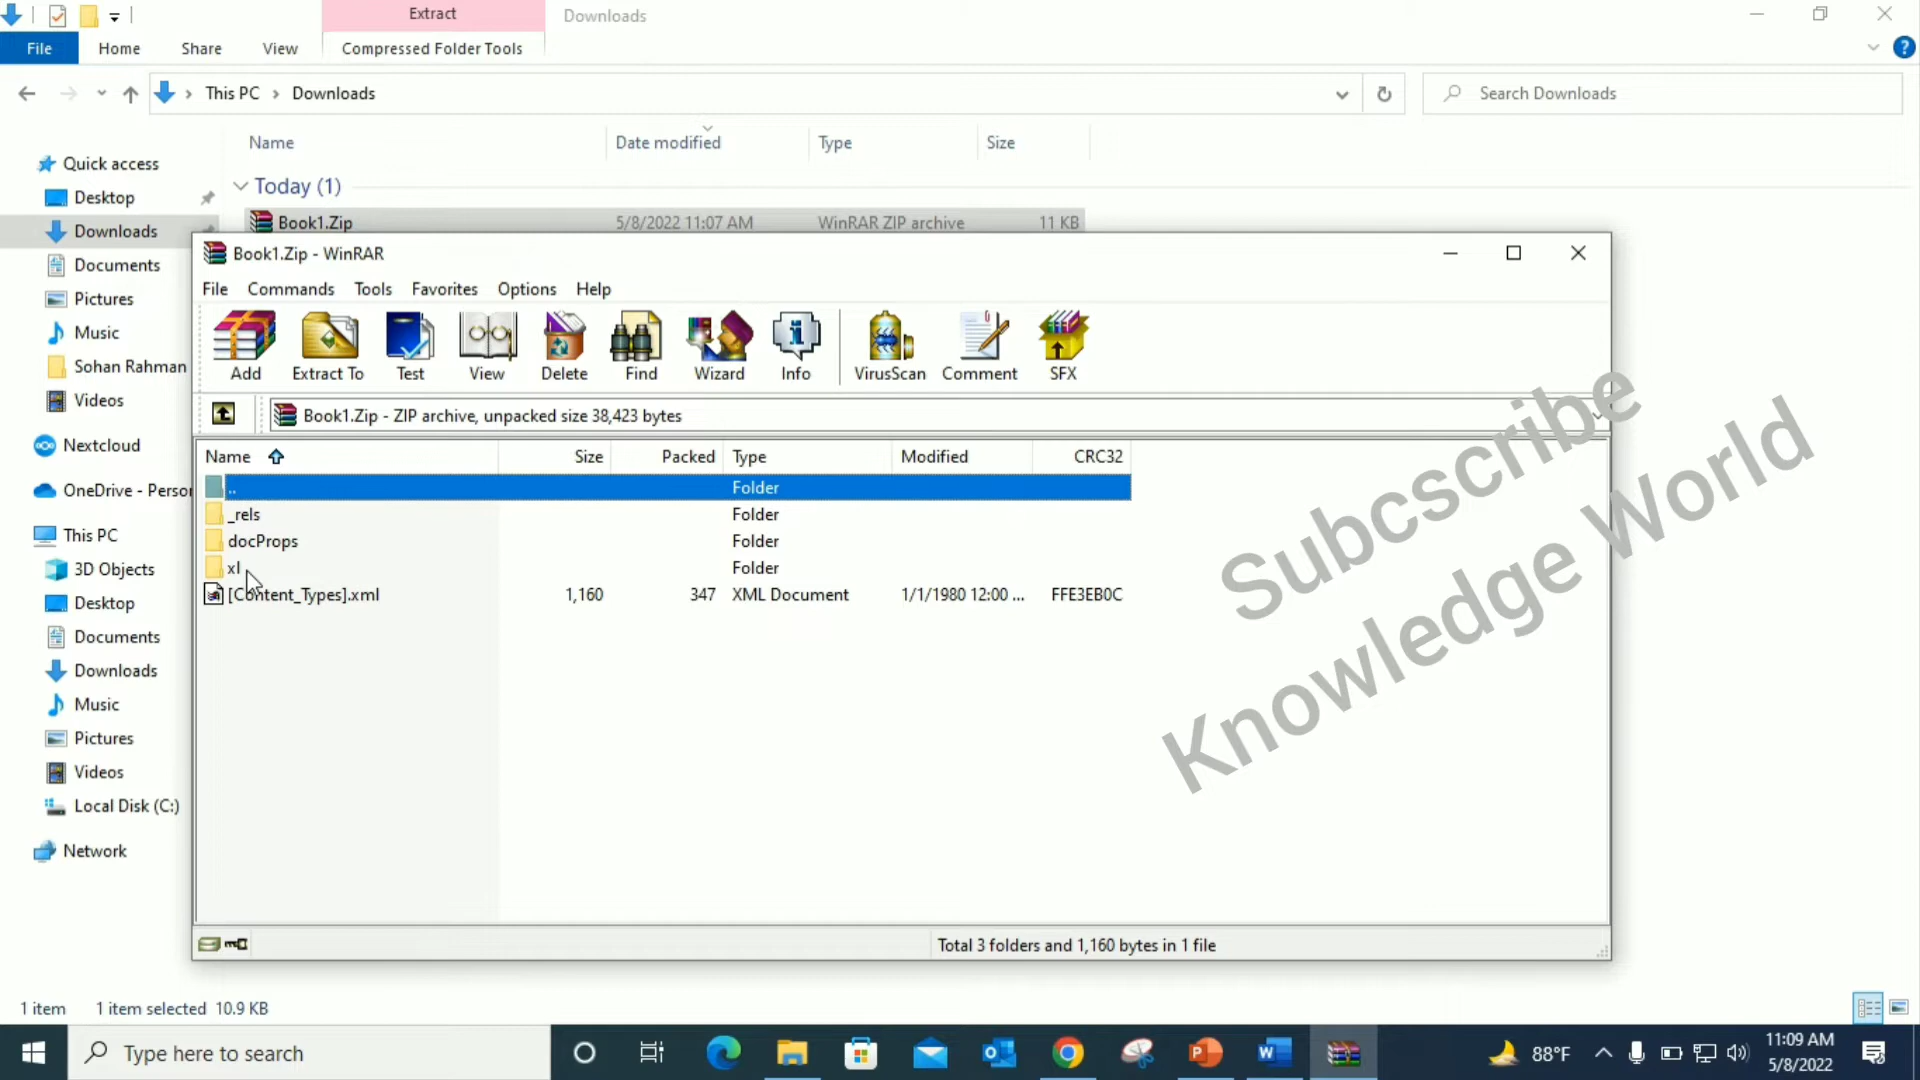 Extract
Downloads
File
Home
Share
View
Compressed Folder Tools
This PC
Downloads
Search Downloads
Name
Date modified
Type
Size
Quick access
Today (1)
Desktop
Book1.Zip
5/8/2022 11:07 AM
WinRAR ZIP archive
11 KB
Downloads
Documents
Pictures
Music
Sohan Rahman
Videos
Nextcloud
OneDrive - Person
This PC
3D Objects
Desktop
Documents
Downloads
Music
Pictures
Videos
Local Disk (C:)
Network
Book1.Zip - WinRAR
File
Commands
Tools
Favorites
Options
Help
Add
Extract To
Test
View
Delete
Find
Wizard
Info
VirusScan
Comment
SFX
Book1.Zip - ZIP archive, unpacked size 38,423 bytes
Name
Size
Packed
Type
Modified
CRC32
..
Folder
_rels
Folder
docProps
Folder
xl
Folder
[Content_Types].xml
1,160
347
XML Document
1/1/1980 12:00 ...
FFE3EB0C
Subcscribe
Knowledge World
Total 3 folders and 1,160 bytes in 1 file
1 item
1 item selected 10.9 KB
Type here to search
88°F
11:09 AM
5/8/2022